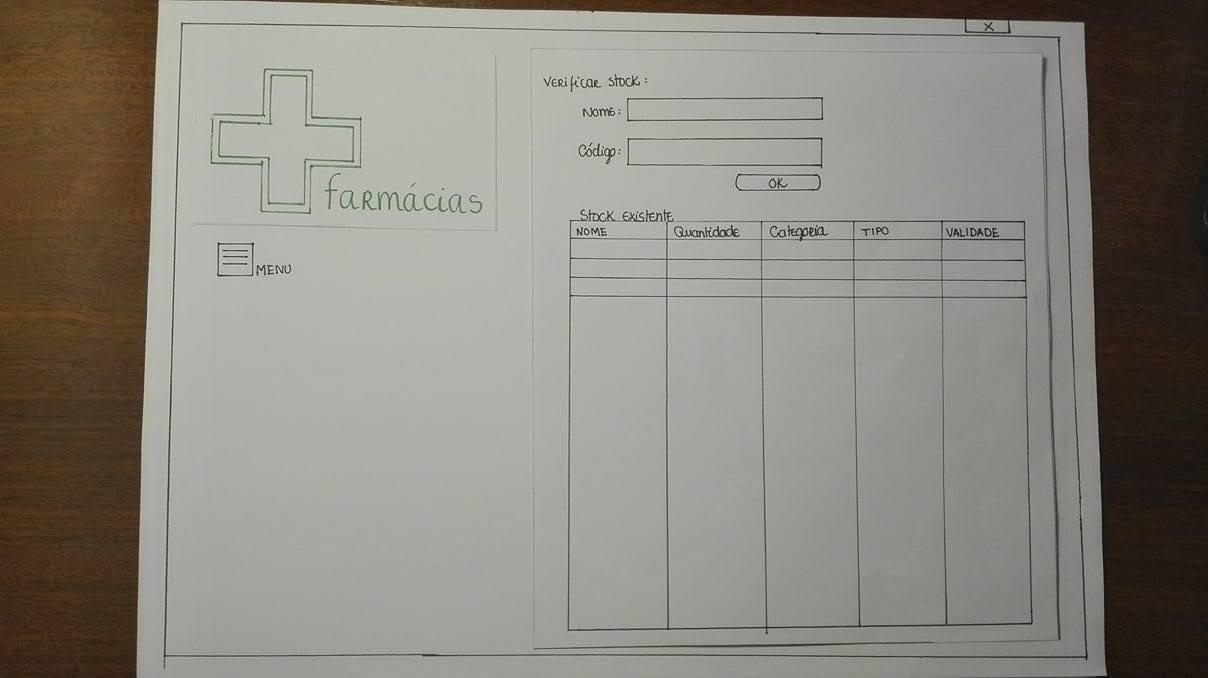 X
farmácias
MENU
Verificar stock:
Nome:
Código:
OK
Stock existente
NOME Quantidade Categoria TIPO VALIDADE